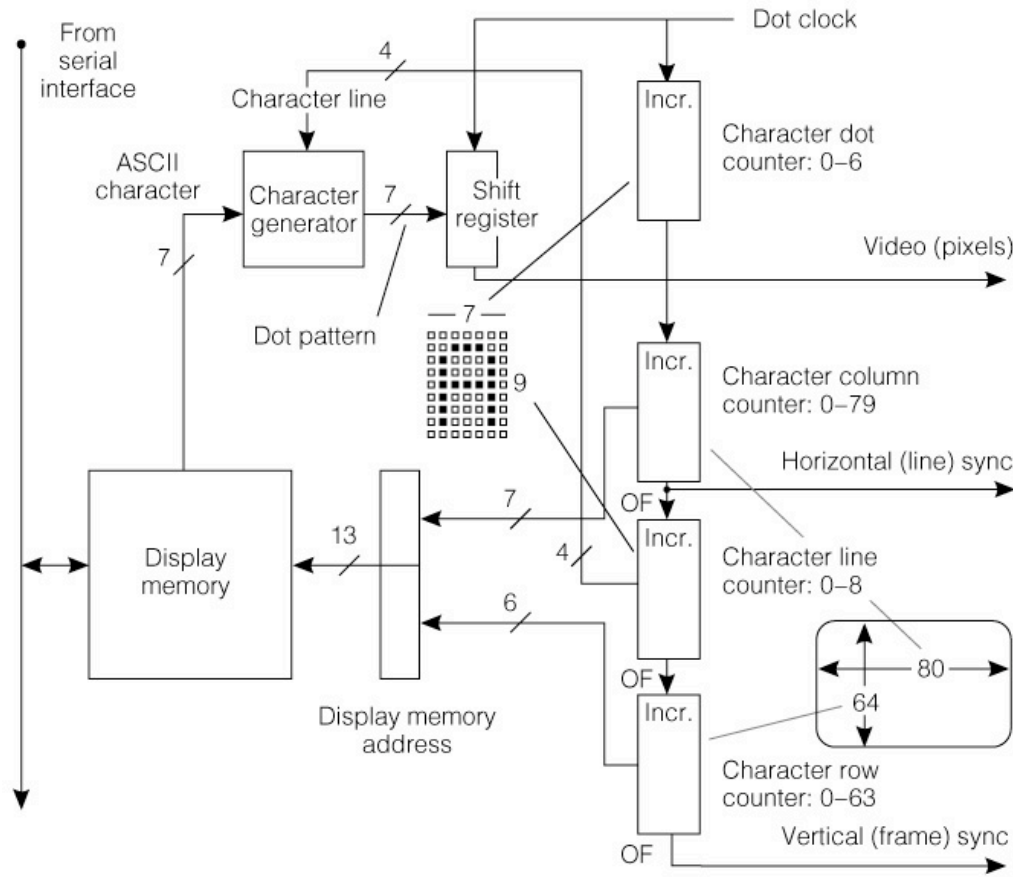 From
serial
interface
Dot clock
4
Character line
Incr.
Character dot
counter: 0–6
ASCII
character
Character
generator
7
Shift
register
7
Video (pixels)
Dot pattern
7
9
Incr.
Character column
counter: 0–79
Horizontal (line) sync
OF
7
Incr.
4
13
Display
memory
Character line
counter: 0–8
6
OF
80
64
Incr.
Display memory
address
Character row
counter: 0–63
OF
Vertical (frame) sync